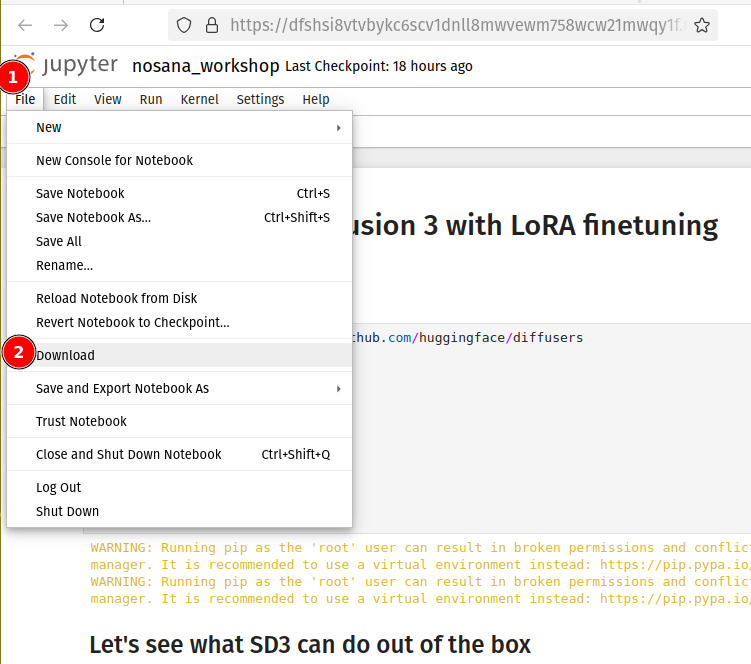 https://dfshsi8vtvbykc6scv1dnll8mwvewm758wcw21mwqy1f.
jupyter nosana_workshop Last Checkpoint: 18 hours ago
1
File Edit View Run Kernel Settings Help
New
New Console for Notebook
Save Notebook Ctrl+S
Save Notebook As... Ctrl+Shift+S
Save All
Rename...
usion 3 with LoRA finetuning
Reload Notebook from Disk
Revert Notebook to Checkpoint...
hub.com/huggingface/diffusers
2
Download
Save and Export Notebook As
Trust Notebook
Close and Shut Down Notebook Ctrl+Shift+Q
Log Out
Shut Down
WARNING: Running pip as the 'root' user can result in broken permissions and conflict
manager. It is recommended to use a virtual environment instead: https://pip.pypa.io/
WARNING: Running pip as the 'root' user can result in broken permissions and conflict
manager. It is recommended to use a virtual environment instead: https://pip.pypa.io/
Let's see what SD3 can do out of the box